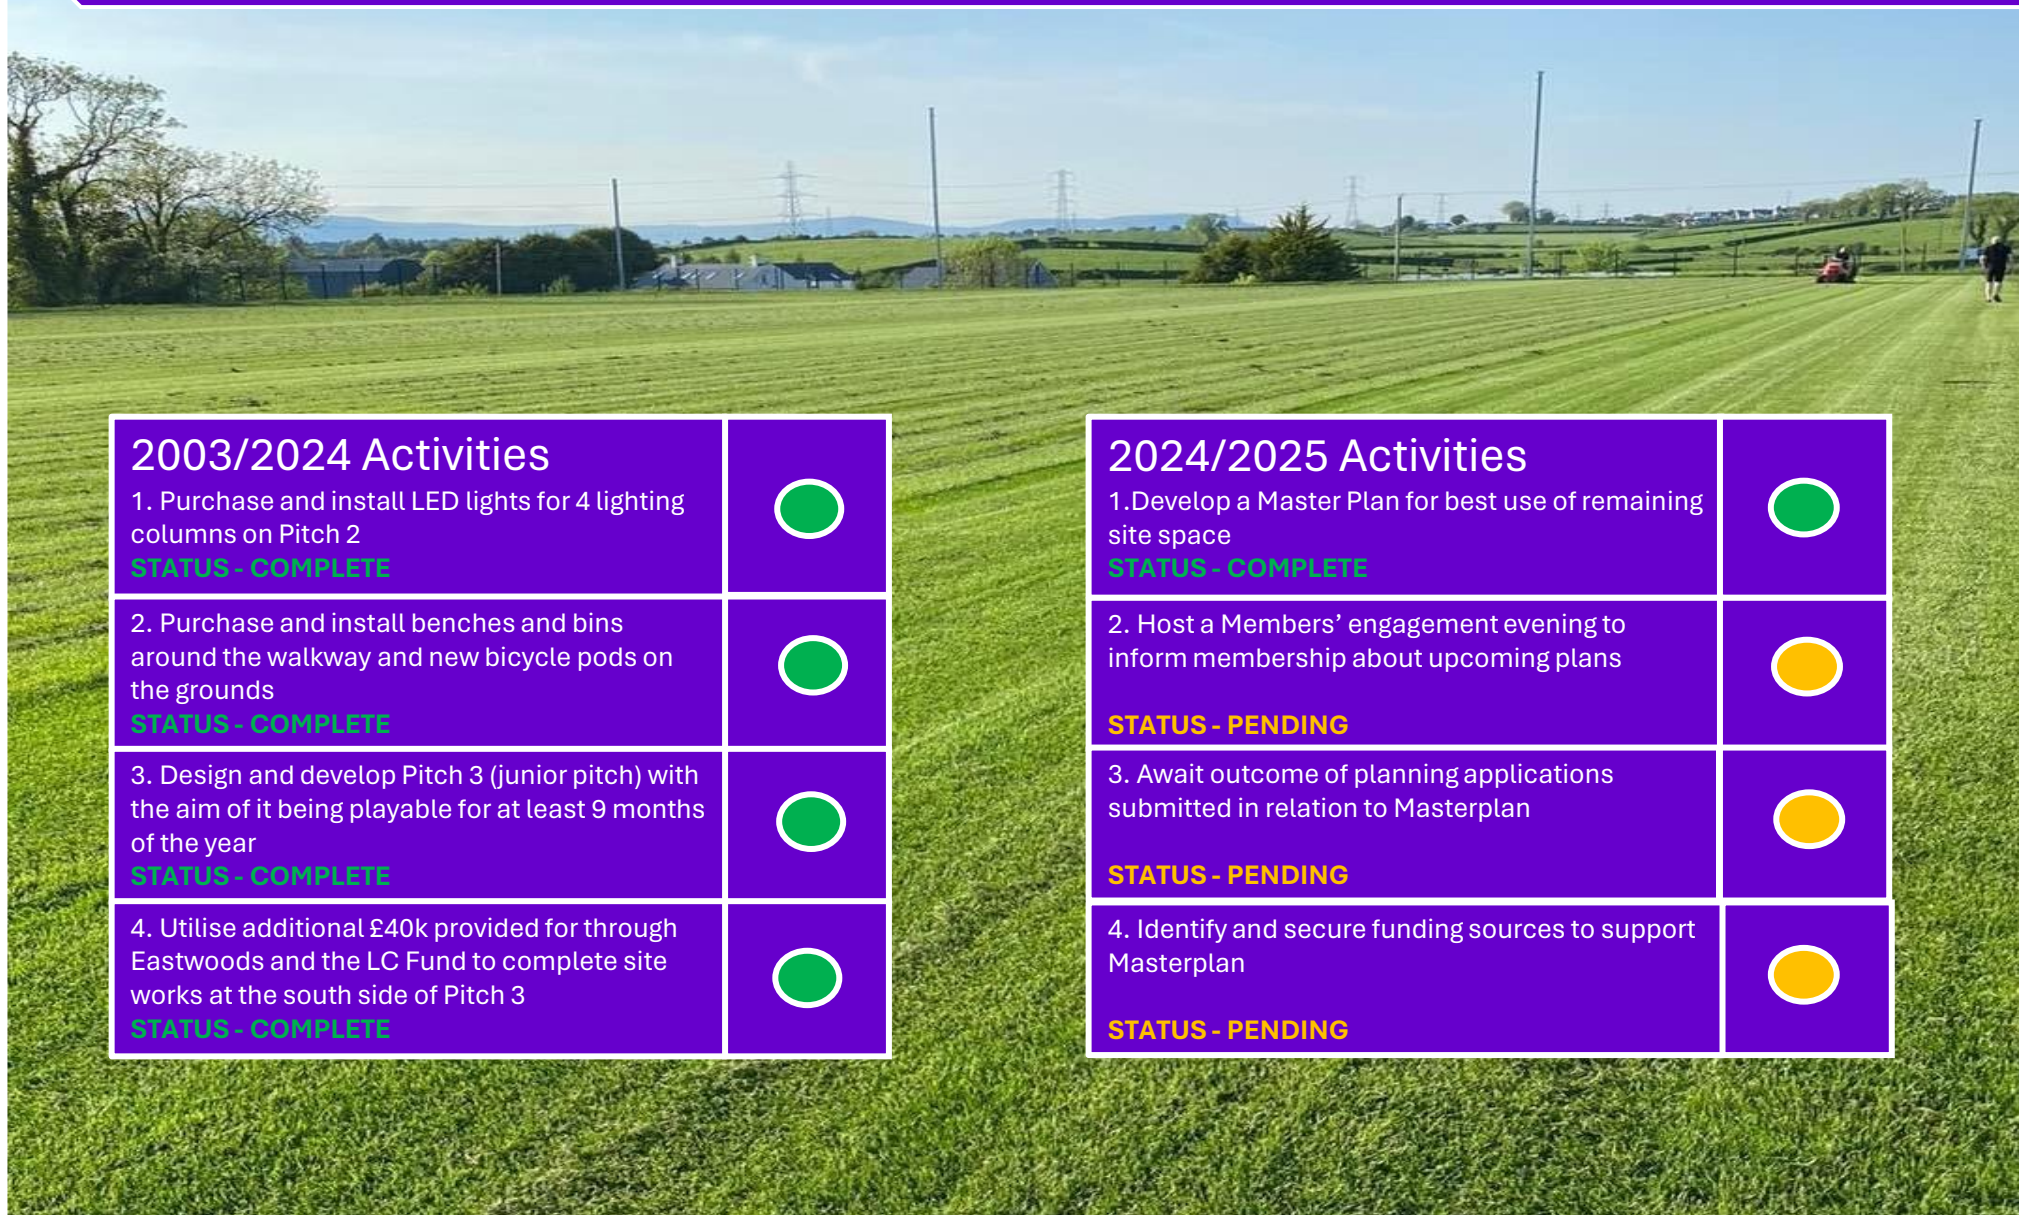 2003/2024 Activities
1. Purchase and install LED lights for 4 lighting
columns on Pitch 2
STATUS - COMPLETE
2. Purchase and install benches and bins
around the walkway and new bicycle pods on
the grounds
STATUS - COMPLETE
3. Design and develop Pitch 3 (junior pitch) with
the aim of it being playable for at least 9 months
of the year
STATUS - COMPLETE
4. Utilise additional £40k provided for through
Eastwoods and the LC Fund to complete site
works at the south side of Pitch 3
STATUS - COMPLETE
2024/2025 Activities
1.Develop a Master Plan for best use of remaining
site space
STATUS - COMPLETE
2. Host a Members’ engagement evening to
inform membership about upcoming plans
STATUS - PENDING
3. Await outcome of planning applications
submitted in relation to Masterplan
STATUS - PENDING
4. Identify and secure funding sources to support
Masterplan
STATUS - PENDING